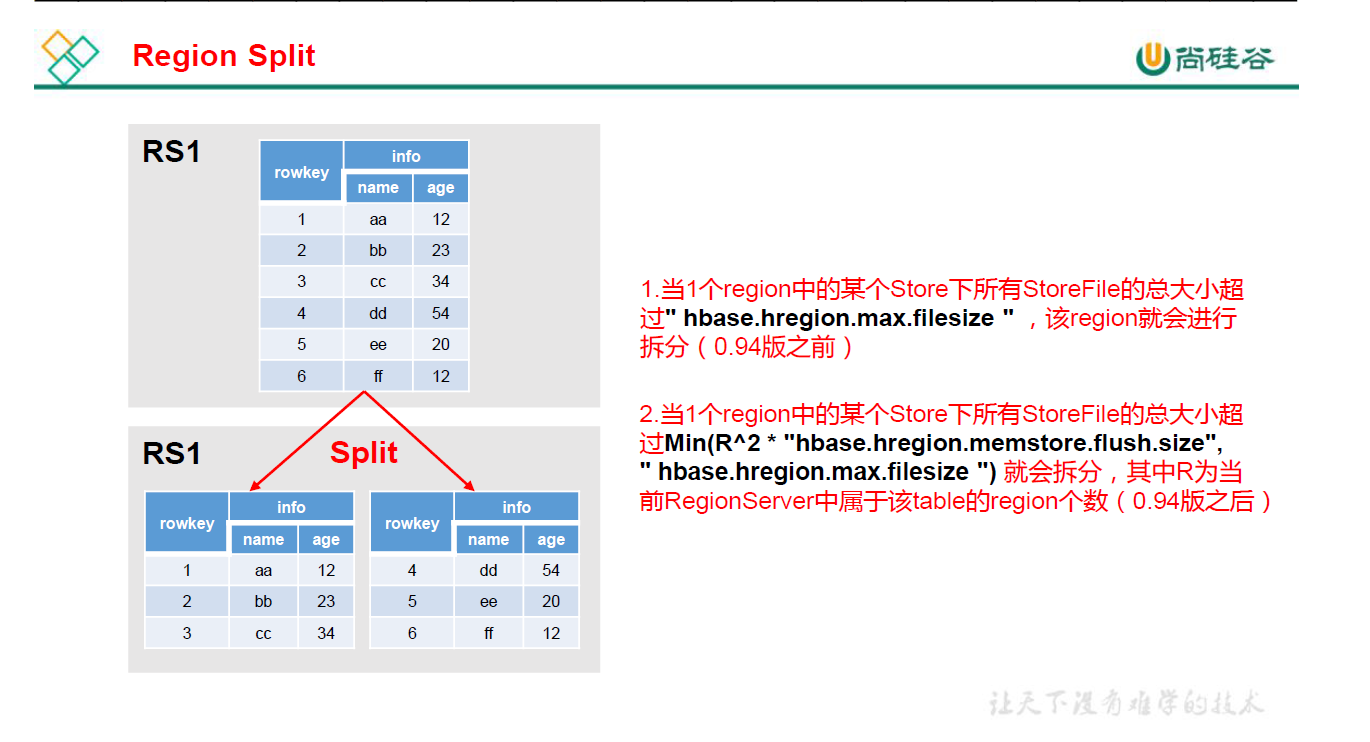 Region Split
尚硅谷
RS1
rowkey info
name age
1 aa 12
2 bb 23
3 cc 34
4 dd 54
5 ee 20
6 ff 12
RS1
Split
rowkey info
name age
1 aa 12
2 bb 23
3 cc 34
rowkey info
name age
4 dd 54
5 ee 20
6 ff 12
1.当1个region中的某个Store下所有StoreFile的总大小超
过" hbase.hregion.max.filesize "，该region就会进行
拆分（0.94版之前）
2.当1个region中的某个Store下所有StoreFile的总大小超
过Min(R^2 * "hbase.hregion.memstore.flush.size",
" hbase.hregion.max.filesize ") 就会拆分，其中R为当
前RegionServer中属于该table的region个数（0.94版之后）
让天下没有难学的技术